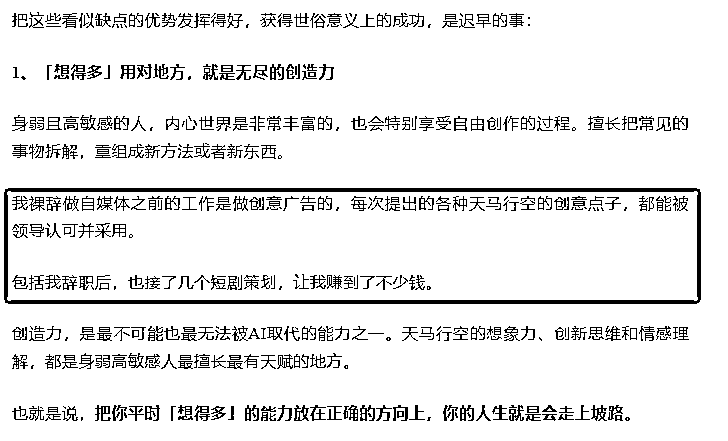 把这些看似缺点的优势发挥得好，获得世俗意义上的成功，是迟早的事：
1、「想得多」用对地方，就是无尽的创造力
身弱且高敏感的人，内心世界是非常丰富的，也会特别享受自由创作的过程。擅长把常见的
事物拆解，重组成新方法或者新东西。
我裸辞做自媒体之前的工作是做创意广告的，每次提出的各种天马行空的创意点子，都能被
领导认可并采用。
包括我辞职后，也接了几个短剧策划，让我赚到了不少钱。
创造力，是最不可能也最无法被AI取代的能力之一。天马行空的想象力、创新思维和情感理
解，都是身弱高敏感人最擅长最有天赋的地方。
也就是说，把你平时「想得多」的能力放在正确的方向上，你的人生就是会走上坡路。